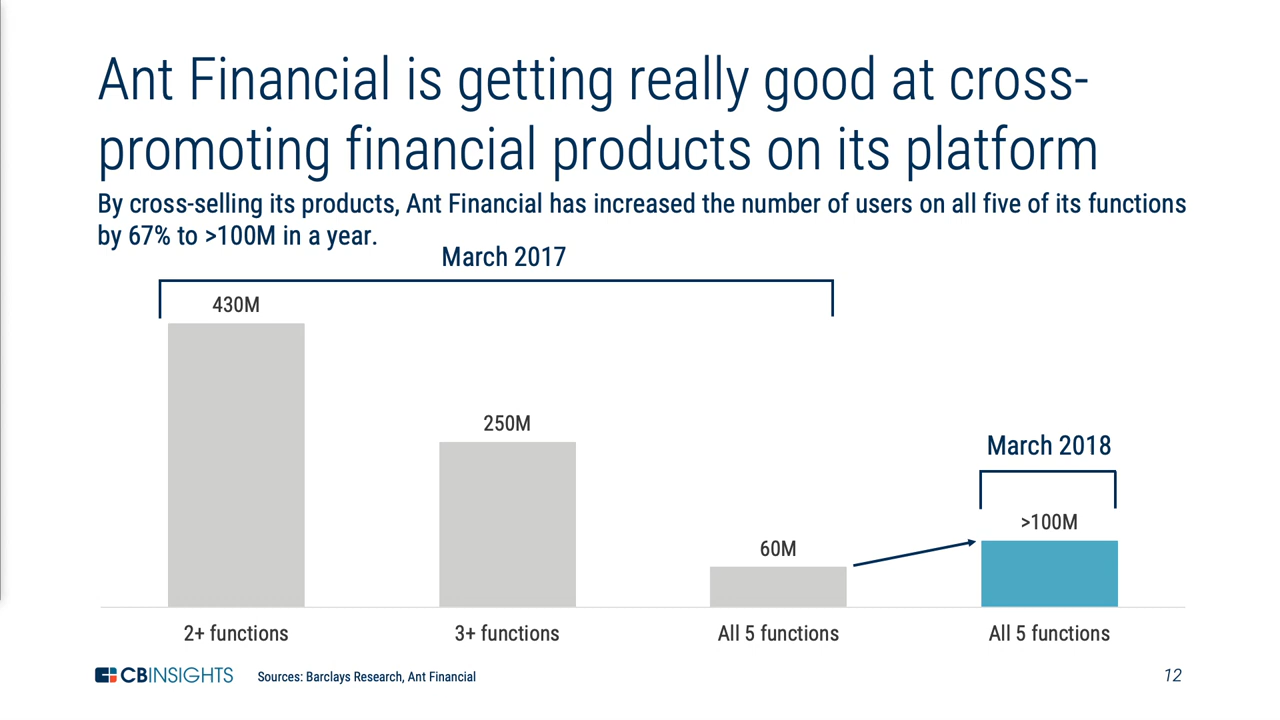 Ant Financial is getting really good at cross-
promoting financial products on its platform
By cross-selling its products, Ant Financial has increased the number of users on all five of its functions
by 67% to >100M in a year.
March 2017
430M
250M
March 2018
>100M
60M
2+ functions
3+ functions
All 5 functions
All 5 functions
CBINSIGHTS
Sources: Barclays Research, Ant Financial
12